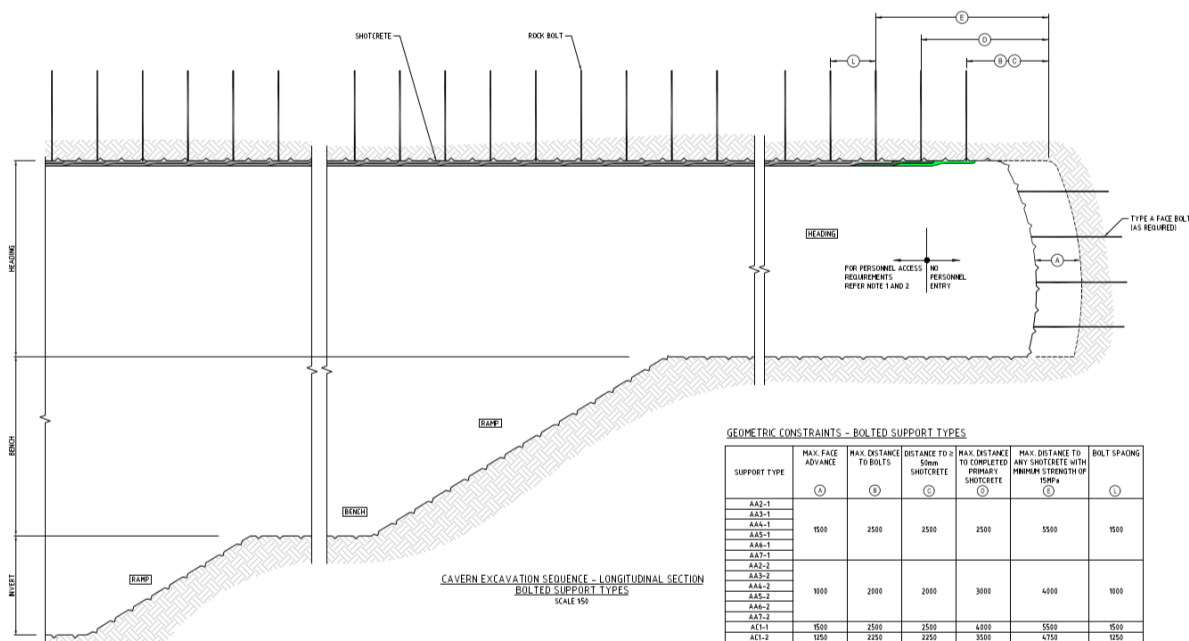 E
D
SHOTCRETE
ROCK BOLT
L
B C
HEADING
TYPE A FACE BOLT
(AS REQUIRED)
HEADING
A
FOR PERSONNEL ACCESS
REQUIREMENTS
REFER NOTE 1 AND 2
NO
PERSONNEL
ENTRY
BENCH
RAMP
BENCH
INVERT
RAMP
CAVERN EXCAVATION SEQUENCE - LONGITUDINAL SECTION
BOLTED SUPPORT TYPES
SCALE 1:50
GEOMETRIC CONSTRAINTS - BOLTED SUPPORT TYPES
SUPPORT TYPE
MAX. FACE
ADVANCE
A
MAX. DISTANCE
TO BOLTS
B
DISTANCE TO ≥
50mm
SHOTCRETE
C
MAX. DISTANCE
TO COMPLETED
PRIMARY
SHOTCRETE
D
MAX. DISTANCE TO
ANY SHOTCRETE WITH
MINIMUM STRENGTH OF
15MPa
E
BOLT SPACING
L
AA2-1
AA3-1
AA4-1
AA5-1
AA6-1
AA7-1
1500 2500 2500 2500 5500 1500
AA2-2
AA3-2
AA4-2
AA5-2
AA6-2
AA7-2
1000 2000 2000 3000 4000 1000
AC1-1 1500 2500 2500 4000 5500 1500
AC1-2 1250 2250 2250 3500 4750 1250